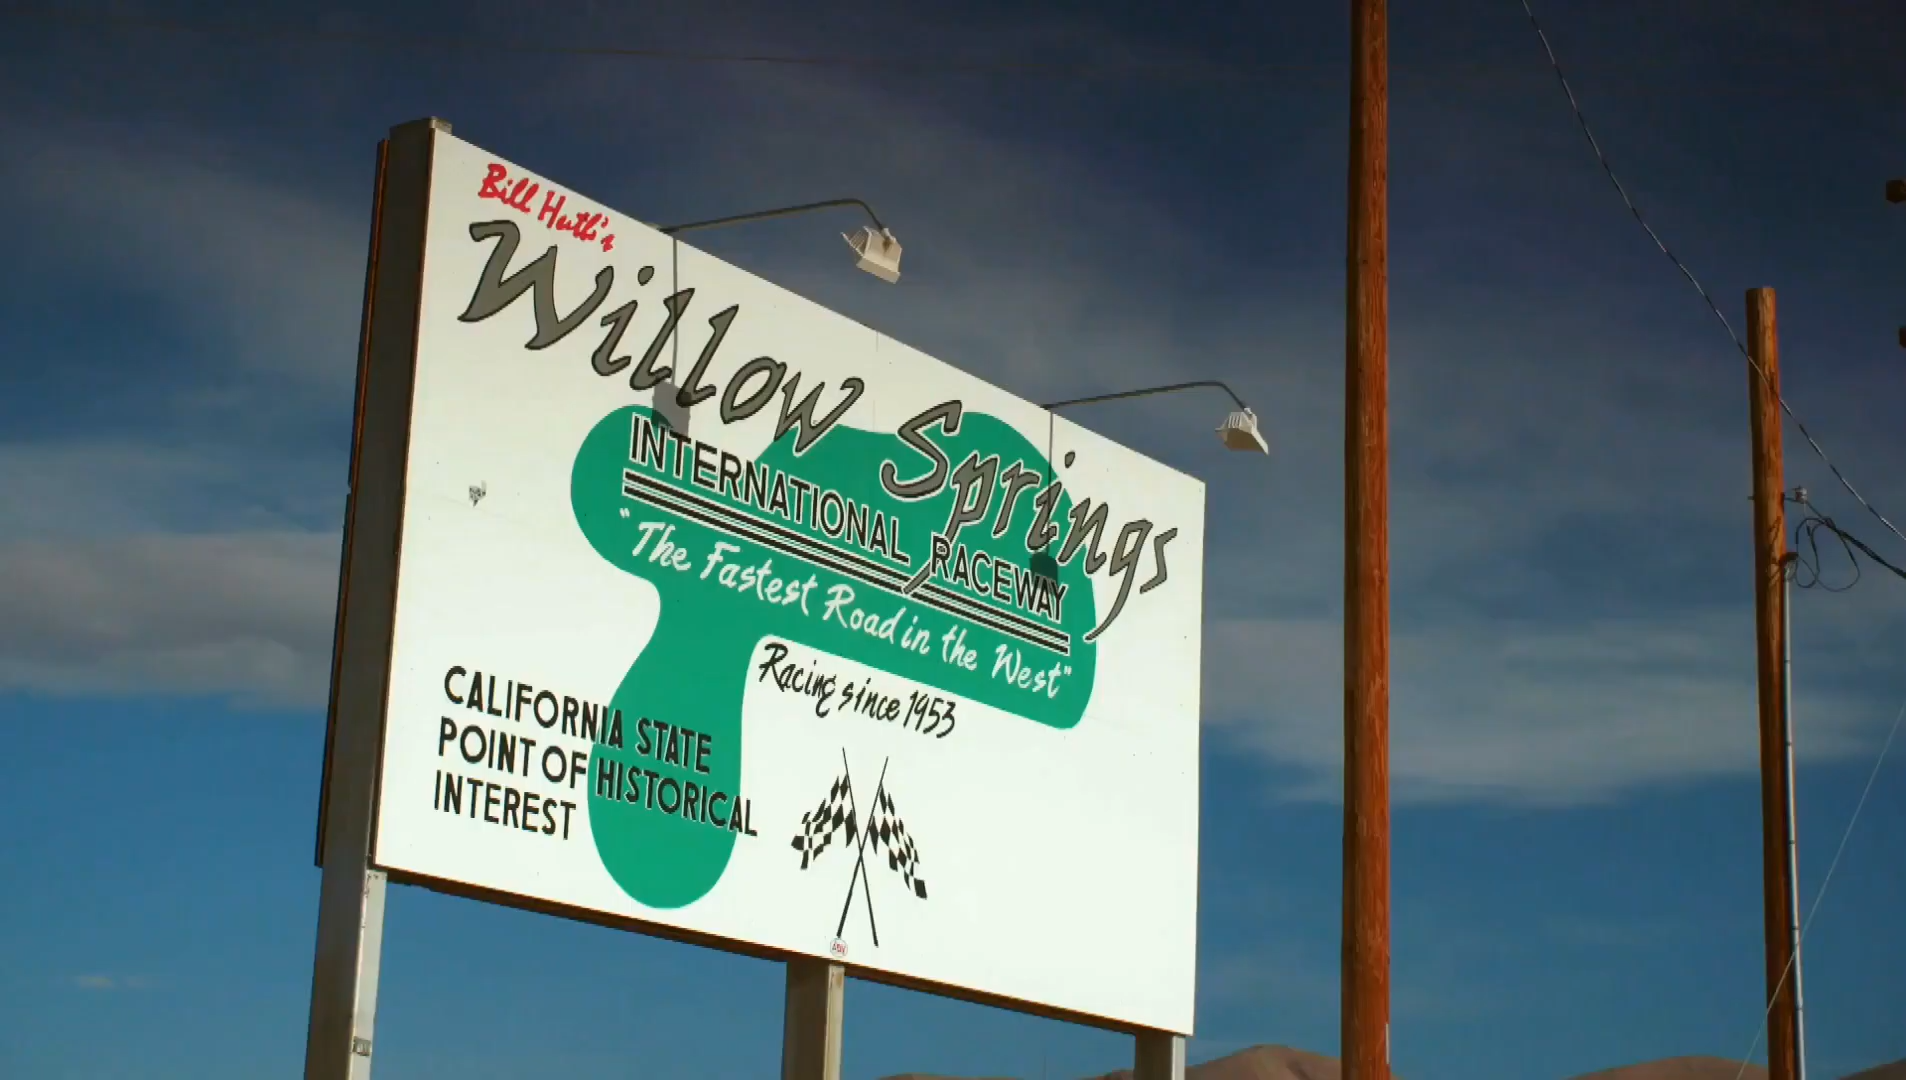 Bill Huth's
Willow Springs
INTERNATIONAL RACEWAY
"The Fastest Road in the West"
Racing since 1953
CALIFORNIA STATE
POINT OF HISTORICAL
INTEREST